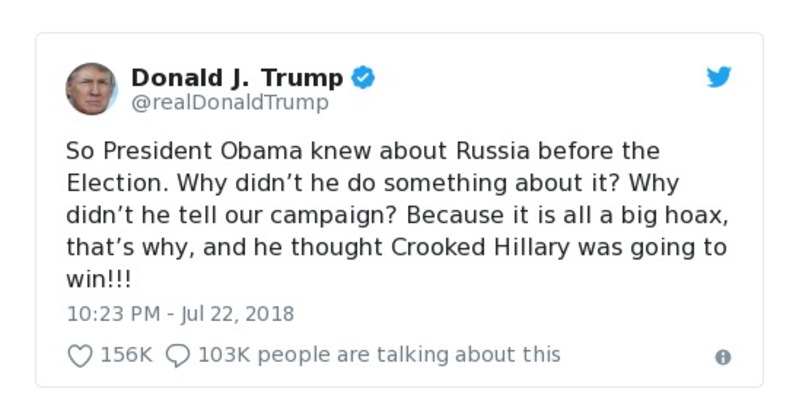 Donald J. Trump
@realDonaldTrump
So President Obama knew about Russia before the
Election. Why didn’t he do something about it? Why
didn’t he tell our campaign? Because it is all a big hoax,
that’s why, and he thought Crooked Hillary was going to
win!!!
10:23 PM - Jul 22, 2018
156K 103K people are talking about this